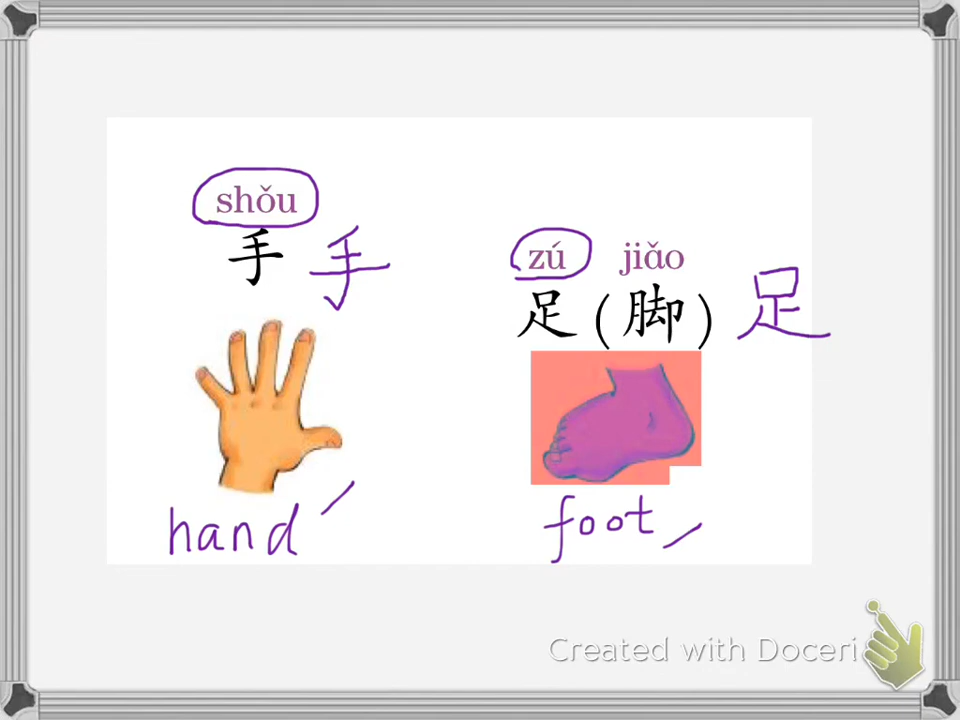 shǒu
手 手
hand
zú jiǎo
足(脚) 足
foot
Created with Doceri